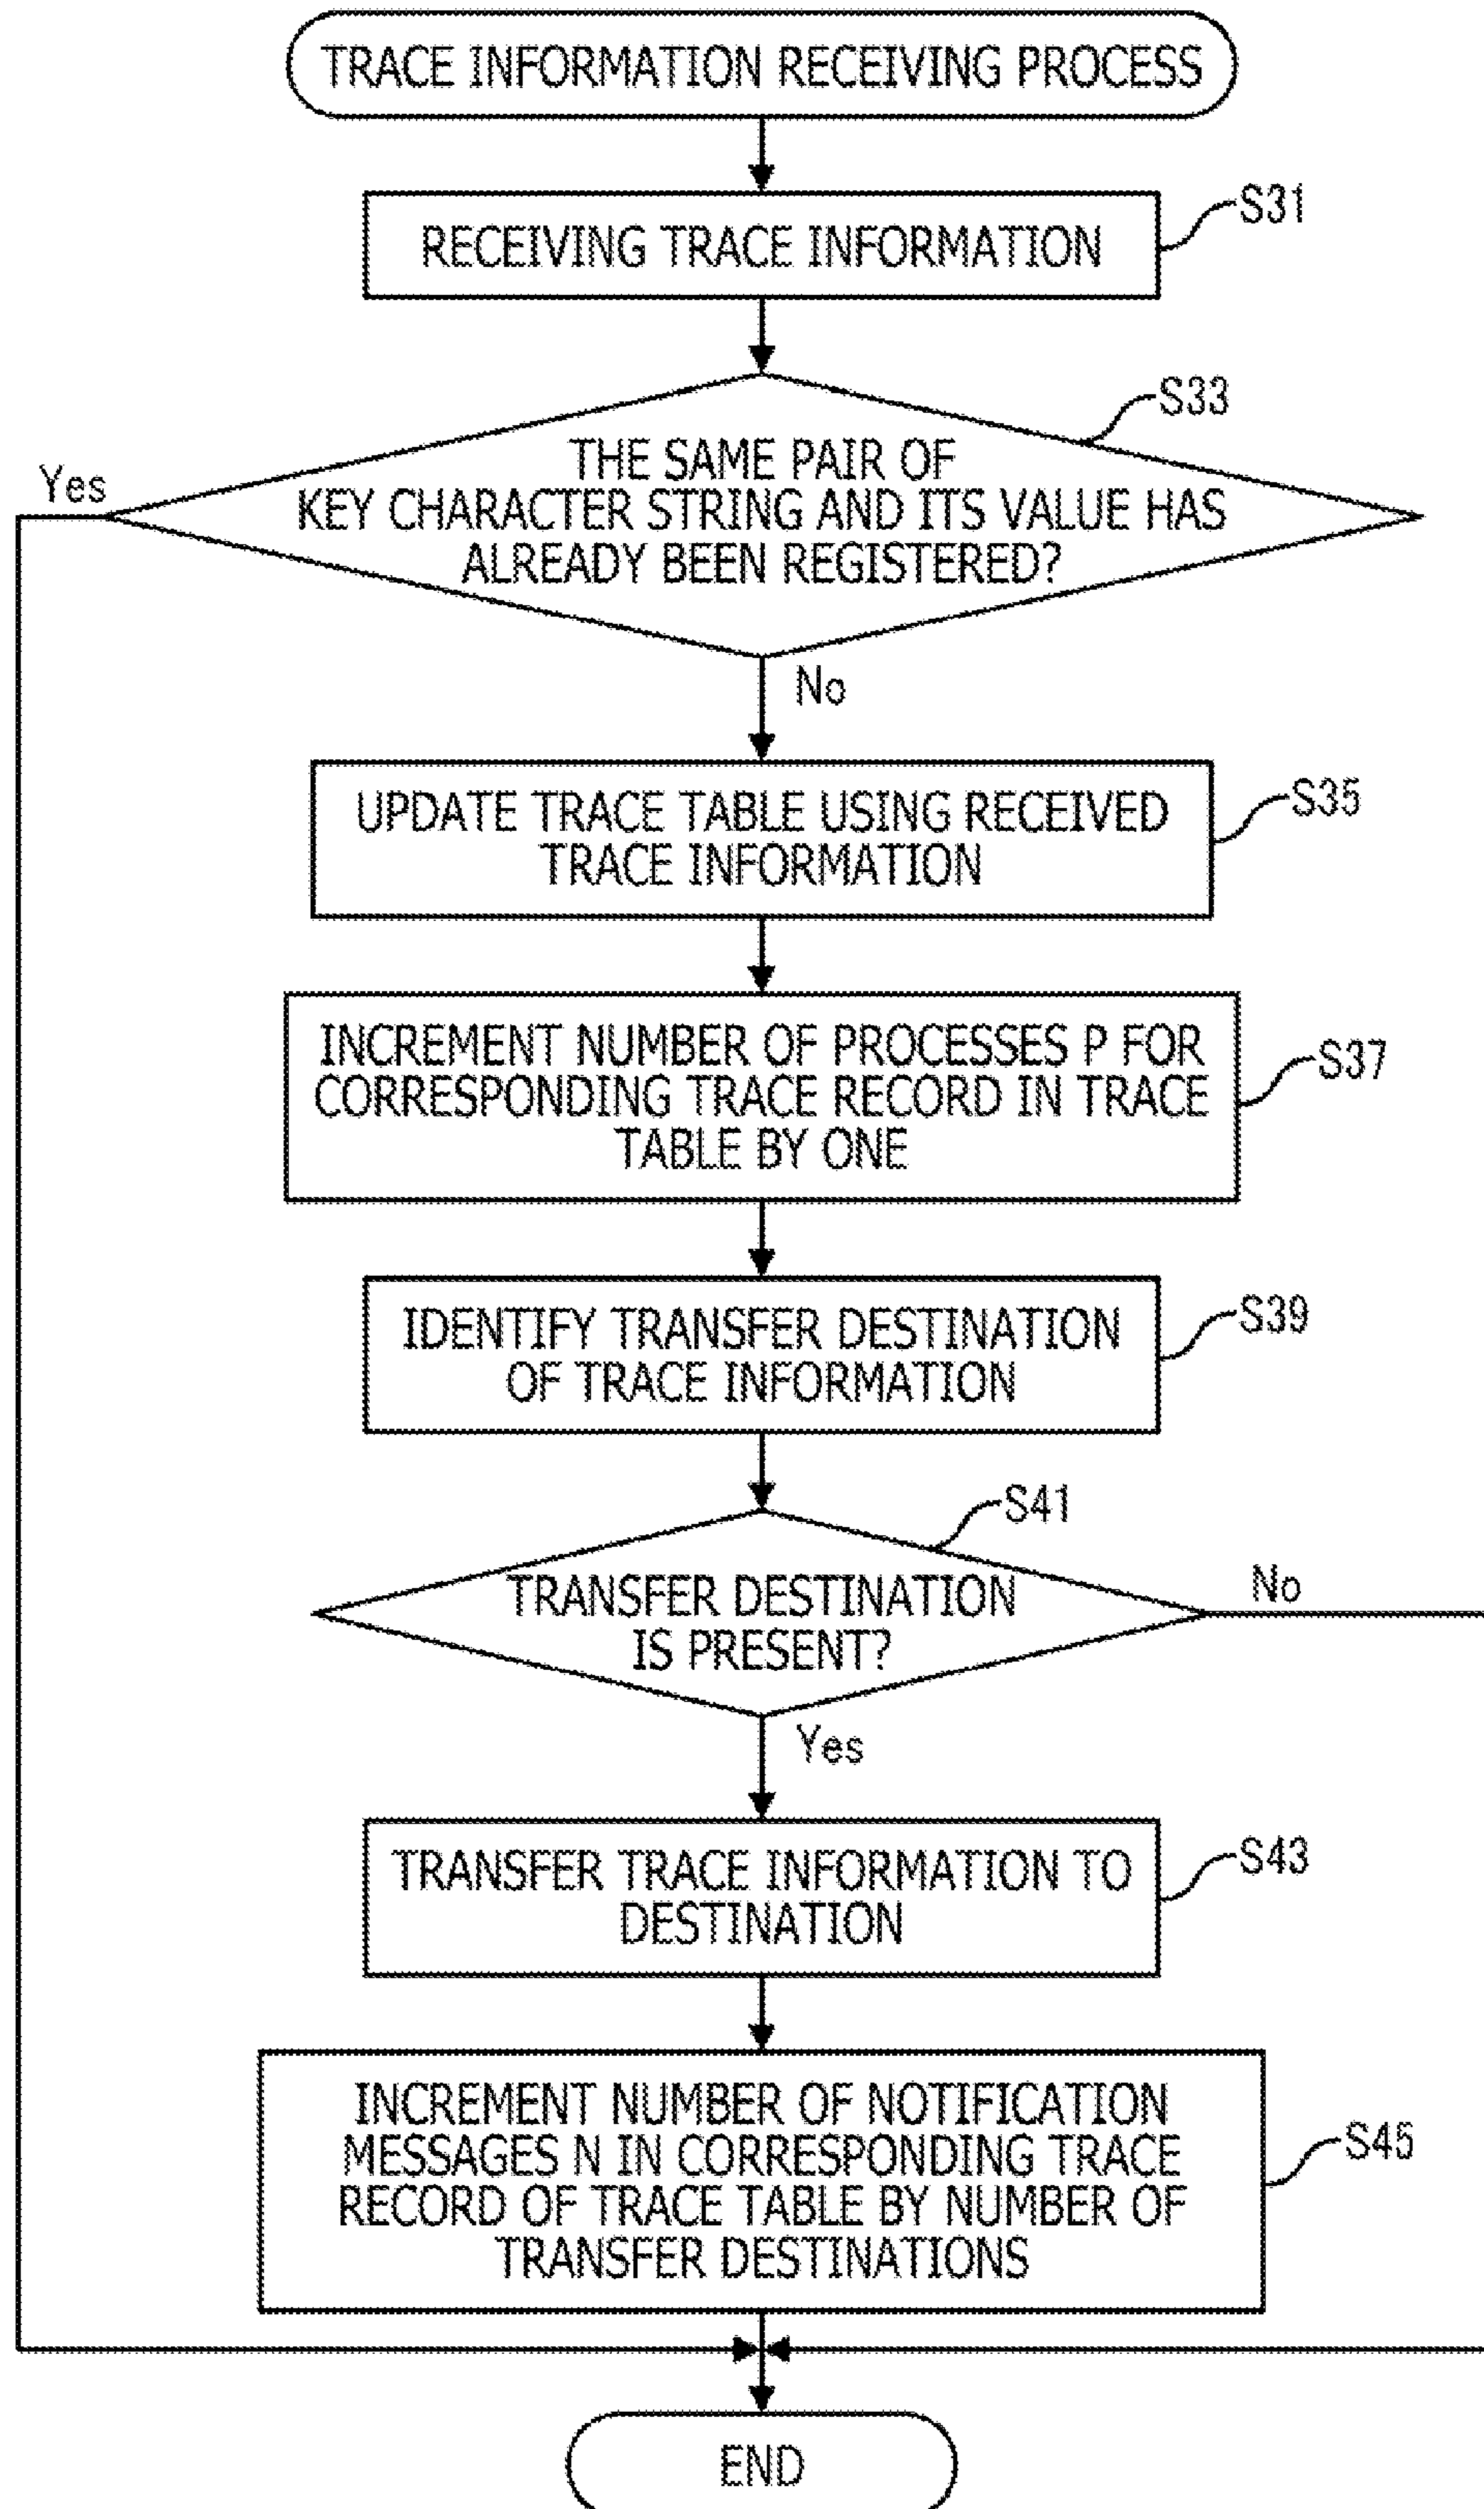 TRACE INFORMATION RECEIVING PROCESS
S31
RECEIVING TRACE INFORMATION
S33
THE SAME PAIR OF
KEY CHARACTER STRING AND ITS VALUE HAS
ALREADY BEEN REGISTERED?
Yes
No
S35
UPDATE TRACE TABLE USING RECEIVED
TRACE INFORMATION
S37
INCREMENT NUMBER OF PROCESSES P FOR
CORRESPONDING TRACE RECORD IN TRACE
TABLE BY ONE
S39
IDENTIFY TRANSFER DESTINATION
OF TRACE INFORMATION
S41
TRANSFER DESTINATION
IS PRESENT?
No
Yes
S43
TRANSFER TRACE INFORMATION TO
DESTINATION
S45
INCREMENT NUMBER OF NOTIFICATION
MESSAGES N IN CORRESPONDING TRACE
RECORD OF TRACE TABLE BY NUMBER OF
TRANSFER DESTINATIONS
END